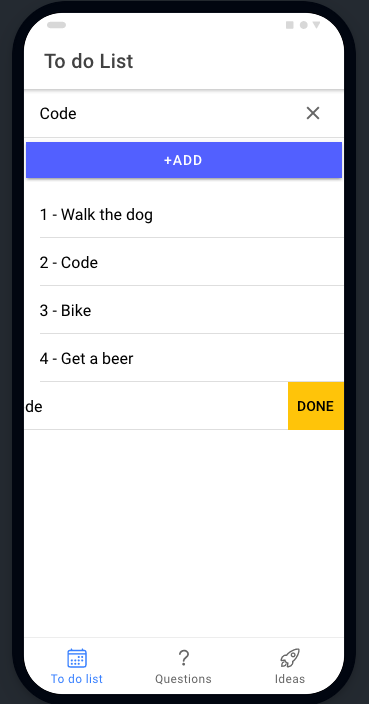 To do List
Code
+ADD
1 - Walk the dog
2 - Code
3 - Bike
4 - Get a beer
de DONE
To do list Questions Ideas